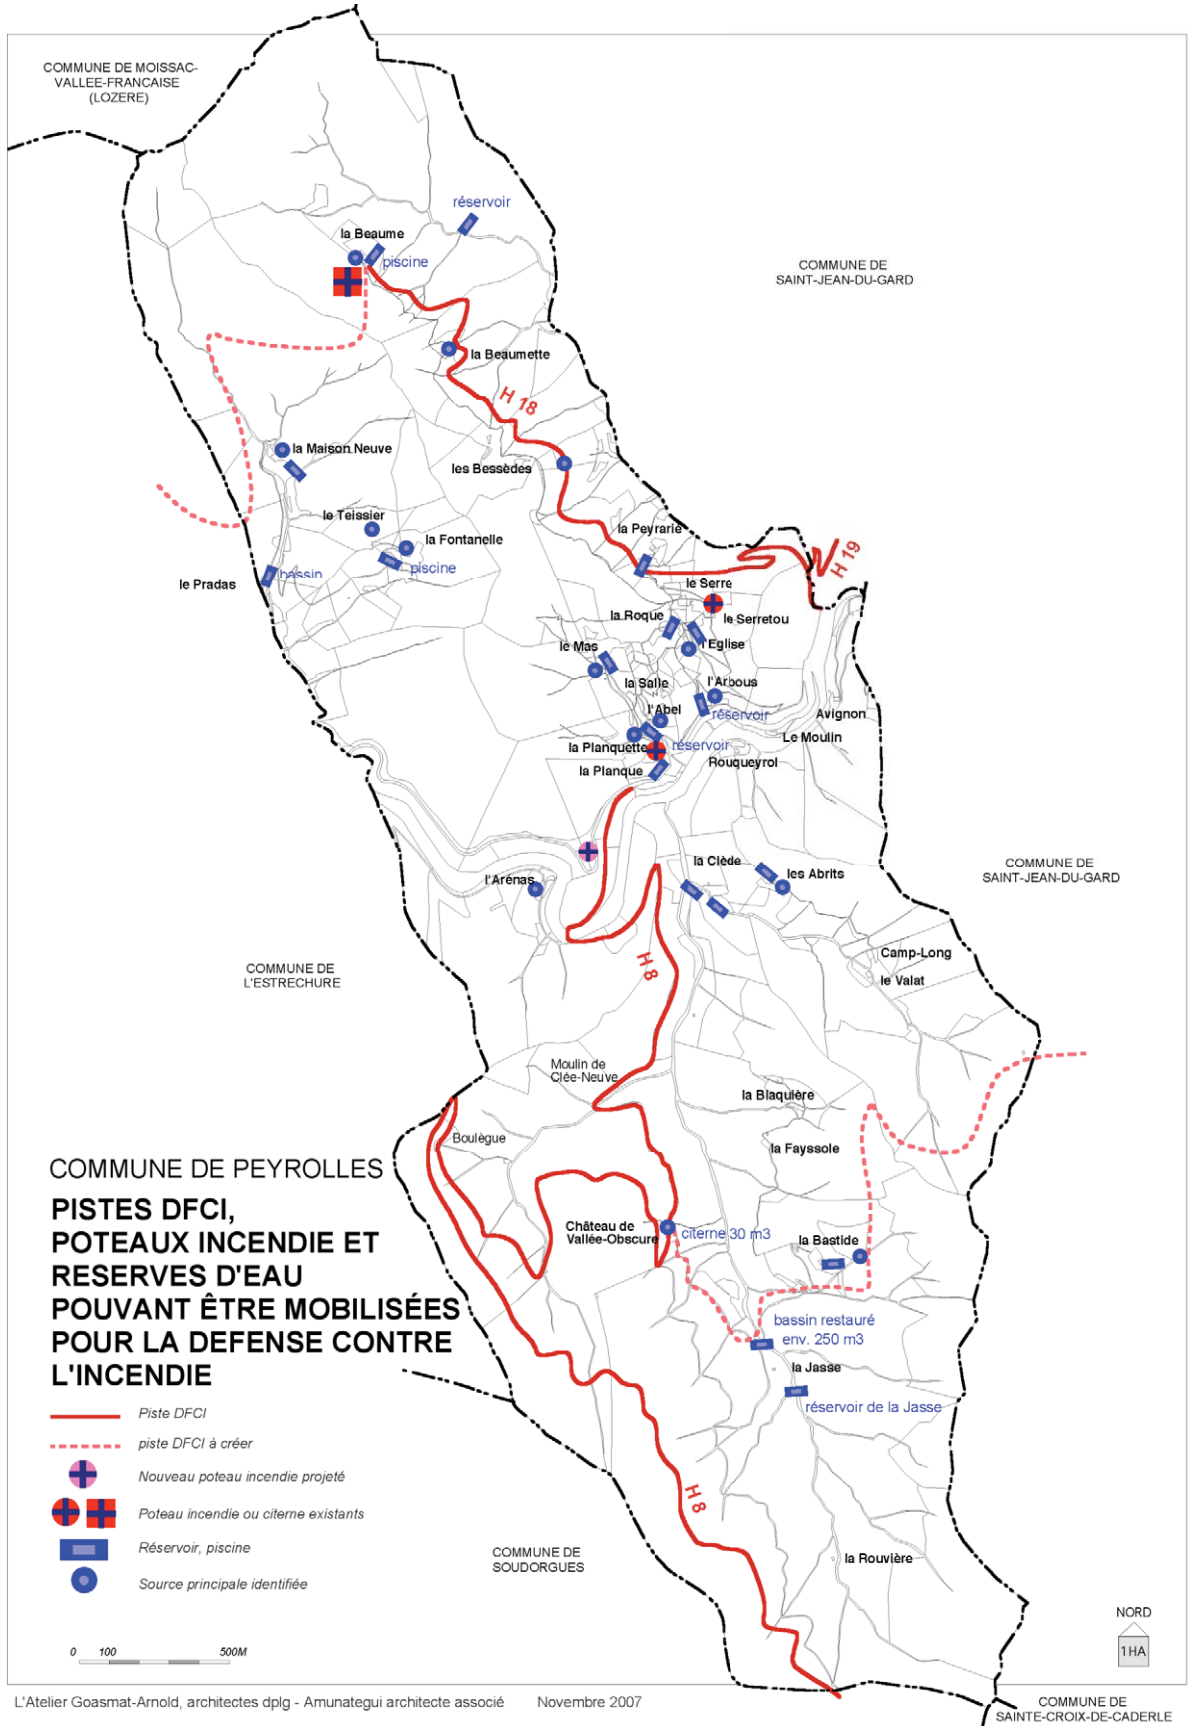 COMMUNE DE MOISSAC-
VALLEE-FRANCAISE
(LOZERE)
réservoir
la Beaume
piscine
COMMUNE DE
SAINT-JEAN-DU-GARD
la Beaumette
H 18
la Maison Neuve
les Bessèdes
le Teissier
la Peyrarie
la Fontanelle
H 19
piscine
bassin
le Pradas
le Serre
la Roque
le Serretou
l'Eglise
le Mas
la Salle
l'Arbous
l'Abel
réservoir
Avignon
la Planquette
réservoir
Le Moulin
la Planque
Rouqueyrol
la Clède
les Abrits
COMMUNE DE
SAINT-JEAN-DU-GARD
l'Arénas
H 8
Camp-Long
le Valat
COMMUNE DE
L'ESTRECHURE
Moulin de
Clée-Neuve
la Blaquière
Boulègue
la Fayssole
COMMUNE DE PEYROLLES
PISTES DFCI,
POTEAUX INCENDIE ET
RESERVES D'EAU
POUVANT ÊTRE MOBILISÉES
POUR LA DEFENSE CONTRE
L'INCENDIE
Château de
Vallée-Obscure
citerne 30 m3
la Bastide
bassin restauré
env. 250 m3
la Jasse
réservoir de la Jasse
Piste DFCI
piste DFCI à créer
Nouveau poteau incendie projeté
Poteau incendie ou citerne existants
Réservoir, piscine
Source principale identifiée
H 8
COMMUNE DE
SOUDORGUES
la Rouvière
0 100 500M
NORD
1HA
L'Atelier Goasmat-Arnold, architectes dplg - Amunategui architecte associé Novembre 2007
COMMUNE DE
SAINTE-CROIX-DE-CADERLE